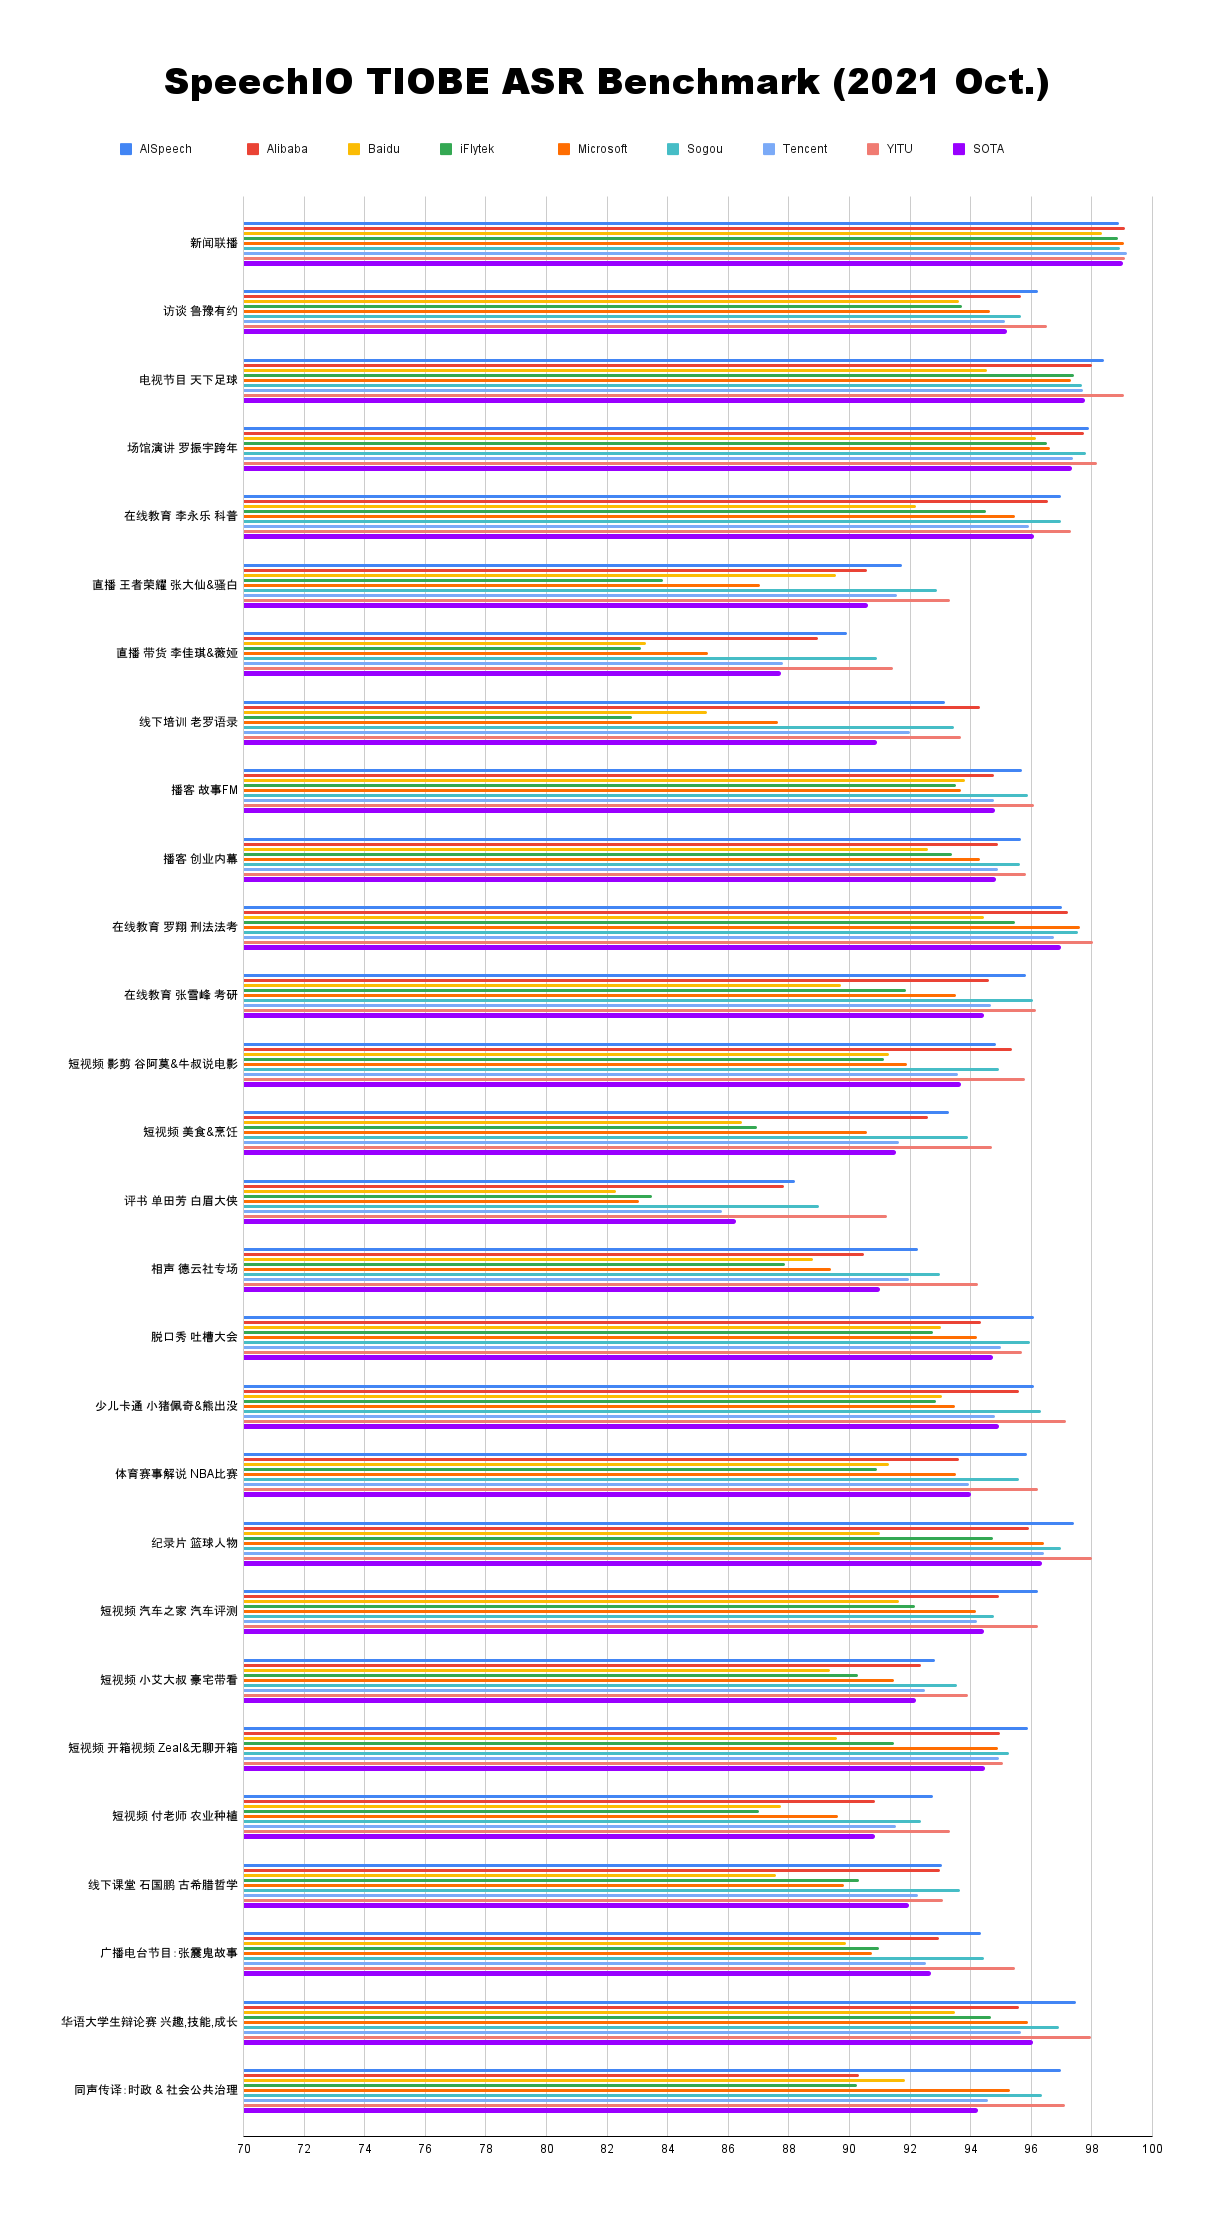 SpeechIO TIOBE ASR Benchmark (2021 Oct.)
AISpeech Alibaba Baidu iFlytek Microsoft Sogou Tencent YITU SOTA
新闻联播
访谈 鲁豫有约
电视节目 天下足球
场馆演讲 罗振宇跨年
在线教育 李永乐 科普
直播 王者荣耀 张大仙&骚白
直播 带货 李佳琪&薇娅
线下培训 老罗语录
播客 故事FM
播客 创业内幕
在线教育 罗翔 刑法法考
在线教育 张雪峰 考研
短视频 影剪 谷阿莫&牛叔说电影
短视频 美食&烹饪
评书 单田芳 白眉大侠
相声 德云社专场
脱口秀 吐槽大会
少儿卡通 小猪佩奇&熊出没
体育赛事解说 NBA比赛
纪录片 篮球人物
短视频 汽车之家 汽车评测
短视频 小艾大叔 豪宅带看
短视频 开箱视频 Zeal&无聊开箱
短视频 付老师 农业种植
线下课堂 石国鹏 古希腊哲学
广播电台节目:张震鬼故事
华语大学生辩论赛 兴趣,技能,成长
同声传译:时政 & 社会公共治理
70 72 74 76 78 80 82 84 86 88 90 92 94 96 98 100